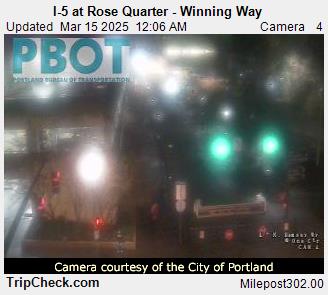 I-5 at Rose Quarter - Winning Way
Updated Mar 15 2025 12:06 AM Camera 4
PBOT
PORTLAND BUREAU OF TRANSPORTATION
Camera courtesy of the City of Portland
TripCheck.com Milepost302.00